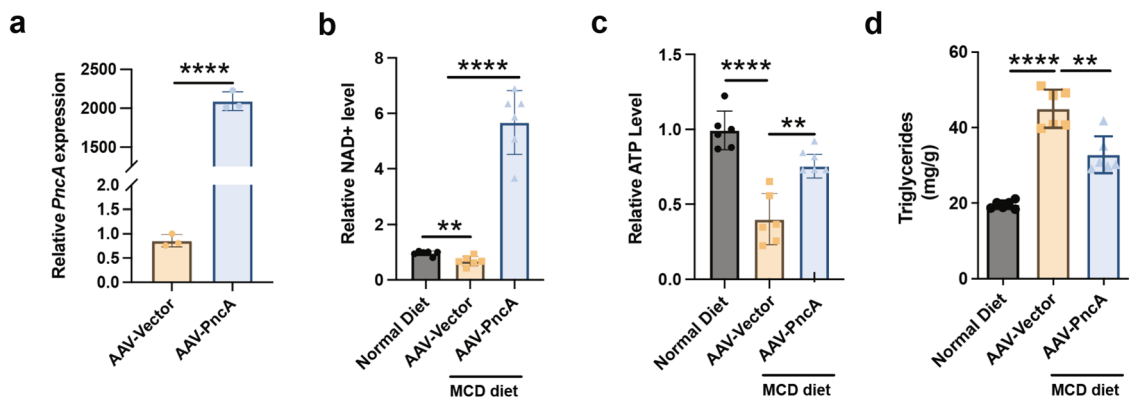 a
Relative PncA expression
2500
2000
1500
2.0
1.5
1.0
0.5
0.0
****
AAV-Vector
AAV-PncA
b
Relative NAD+ level
8
6
4
2
0
**
****
Normal Diet
AAV-Vector
AAV-PncA
MCD diet
c
Relative ATP Level
1.5
1.0
0.5
0.0
****
**
Normal Diet
AAV-Vector
AAV-PncA
MCD diet
d
Triglycerides
(mg/g)
60
40
20
0
****
**
Normal Diet
AAV-Vector
AAV-PncA
MCD diet